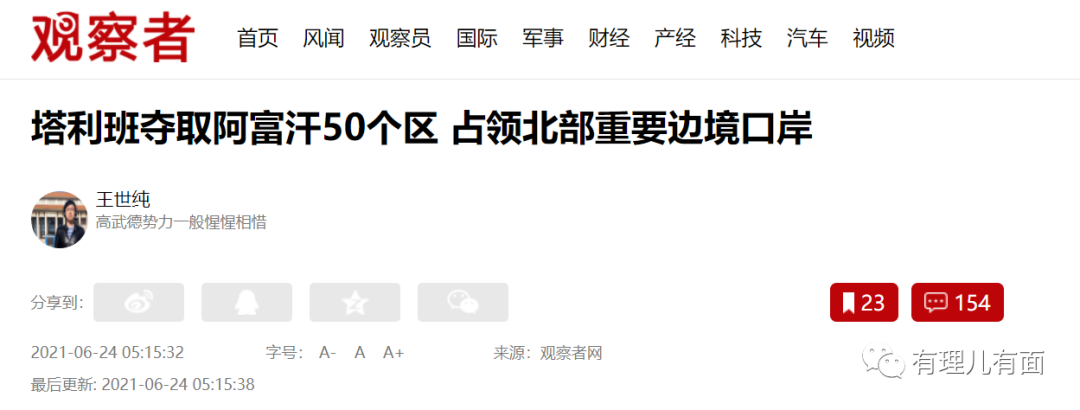 观察者 首页 风闻 观察员 国际 军事 财经 产经 科技 汽车 视频
塔利班夺取阿富汗50个区 占领北部重要边境口岸
王世纯
高武德势力一般惺惺相惜
分享到: 23 154
2021-06-24 05:15:32 字号: A- A A+ 来源: 观察者网
最后更新: 2021-06-24 05:15:38
有理儿有面